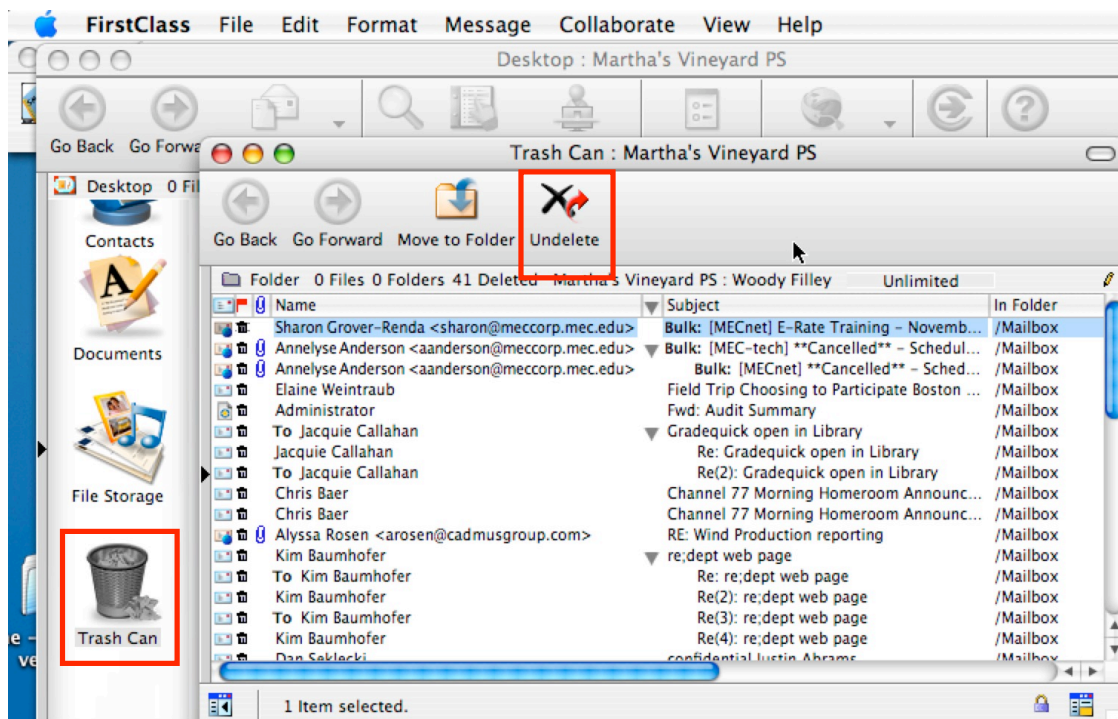 FirstClass File Edit Format Message Collaborate View Help
Desktop : Martha's Vineyard PS
Go Back Go Forwa
Trash Can : Martha's Vineyard PS
Desktop 0 Fil
Go Back Go Forward Move to Folder Undelete
Contacts
Folder 0 Files 0 Folders 41 Deleted Martha's Vineyard PS : Woody Filley Unlimited
Name Subject In Folder
Sharon Grover-Renda <sharon@meccorp.mec.edu> Bulk: [MECnet] E-Rate Training - Novemb... /Mailbox
Documents
Annelyse Anderson <aanderson@meccorp.mec.edu> Bulk: [MEC-tech] **Cancelled** - Schedul... /Mailbox
Annelyse Anderson <aanderson@meccorp.mec.edu> Bulk: [MECnet] **Cancelled** - Sched... /Mailbox
Elaine Weintraub Field Trip Choosing to Participate Boston ... /Mailbox
Administrator Fwd: Audit Summary /Mailbox
To Jacquie Callahan Gradequick open in Library /Mailbox
Jacquie Callahan Re: Gradequick open in Library /Mailbox
To Jacquie Callahan Re(2): Gradequick open in Library /Mailbox
File Storage
Chris Baer Channel 77 Morning Homeroom Announc... /Mailbox
Chris Baer Channel 77 Morning Homeroom Announc... /Mailbox
Alyssa Rosen <arosen@cadmusgroup.com> RE: Wind Production reporting /Mailbox
Kim Baumhofer re;dept web page /Mailbox
To Kim Baumhofer Re: re;dept web page /Mailbox
Kim Baumhofer Re(2): re;dept web page /Mailbox
To Kim Baumhofer Re(3): re;dept web page /Mailbox
Kim Baumhofer Re(4): re;dept web page /Mailbox
Trash Can
Dan Seklecki confidential Justin Abrams /Mailbox
e -
ve
1 Item selected.